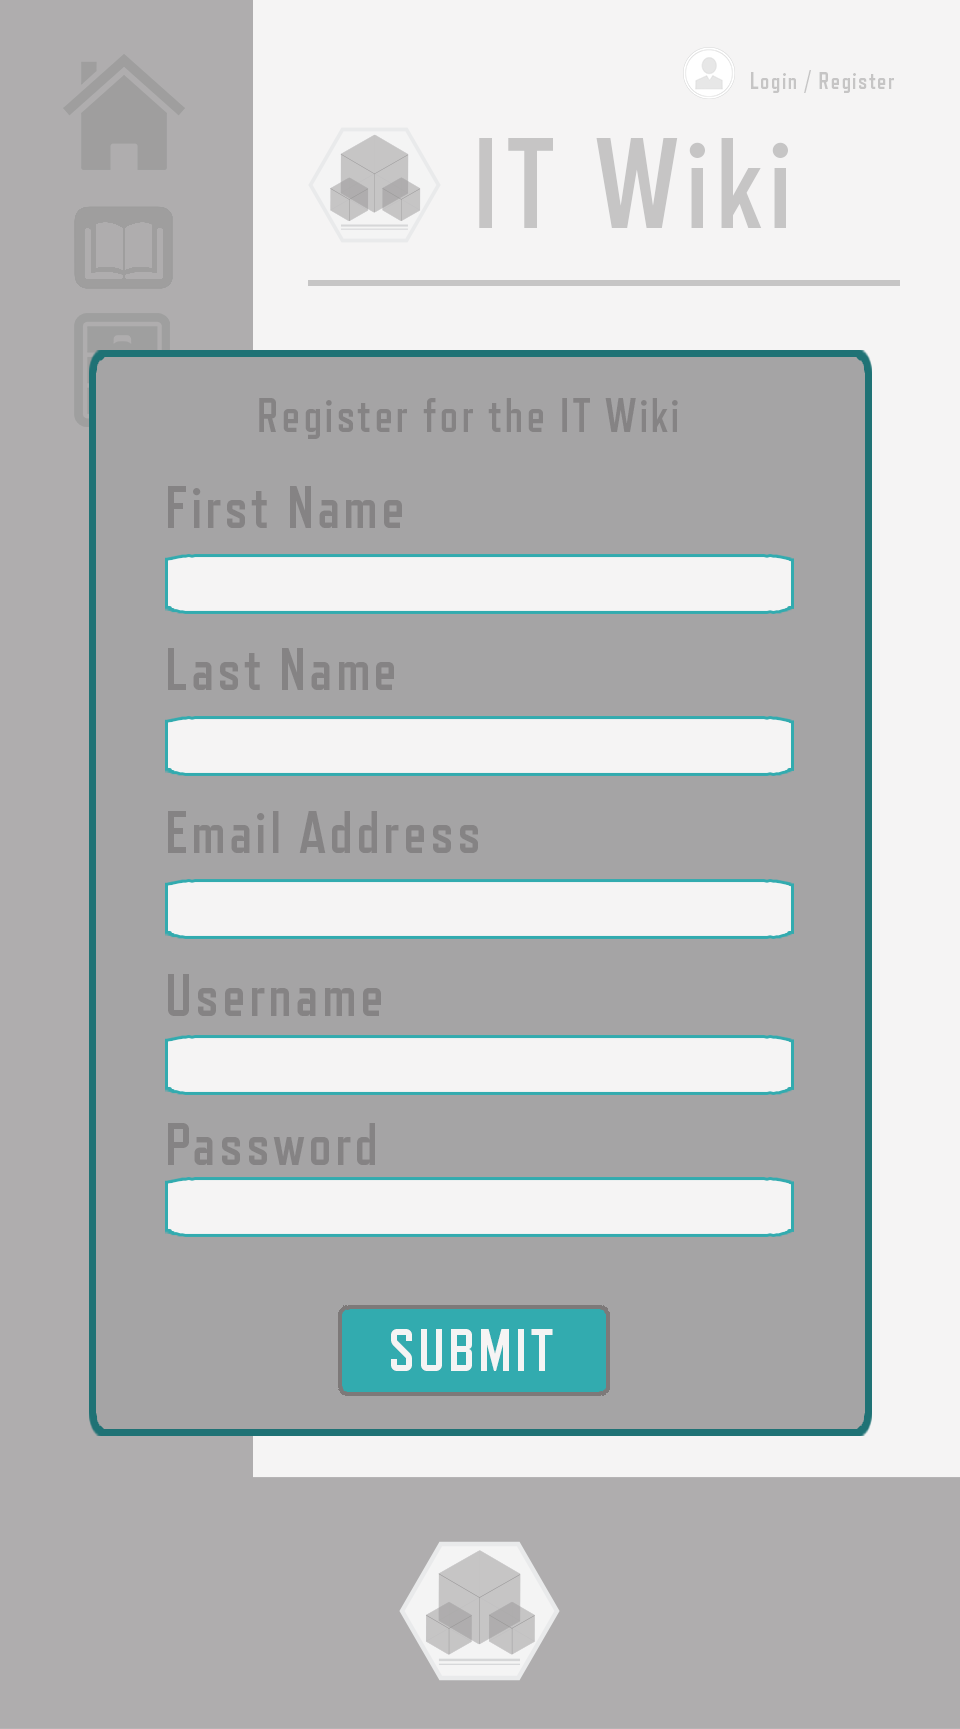 Login / Register
IT Wiki
Register for the IT Wiki
First Name
Last Name
Email Address
Username
Password
SUBMIT